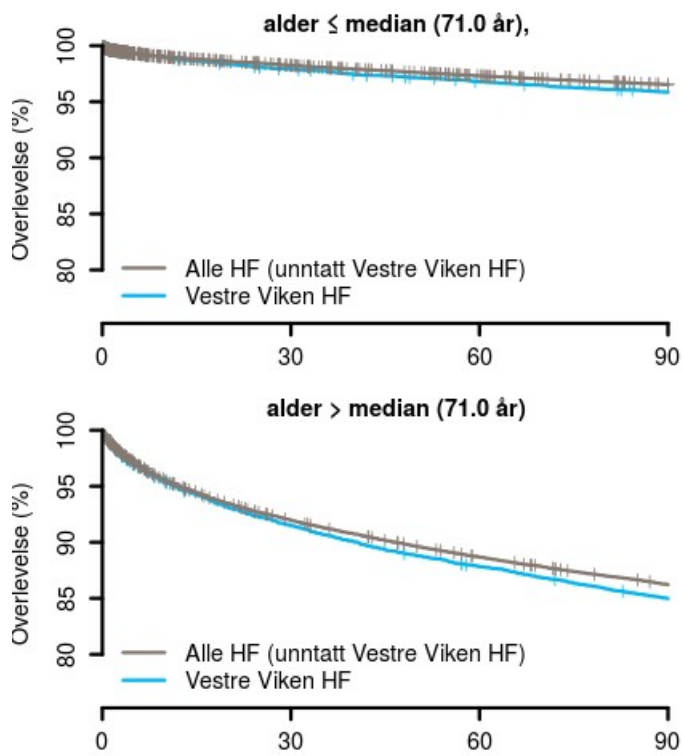 alder ≤ median (71.0 år),
Overlevelse (%)
100
95
90
85
80
Alle HF (unntatt Vestre Viken HF)
Vestre Viken HF
0 30 60 90
alder > median (71.0 år)
Overlevelse (%)
100
95
90
85
80
Alle HF (unntatt Vestre Viken HF)
Vestre Viken HF
0 30 60 90